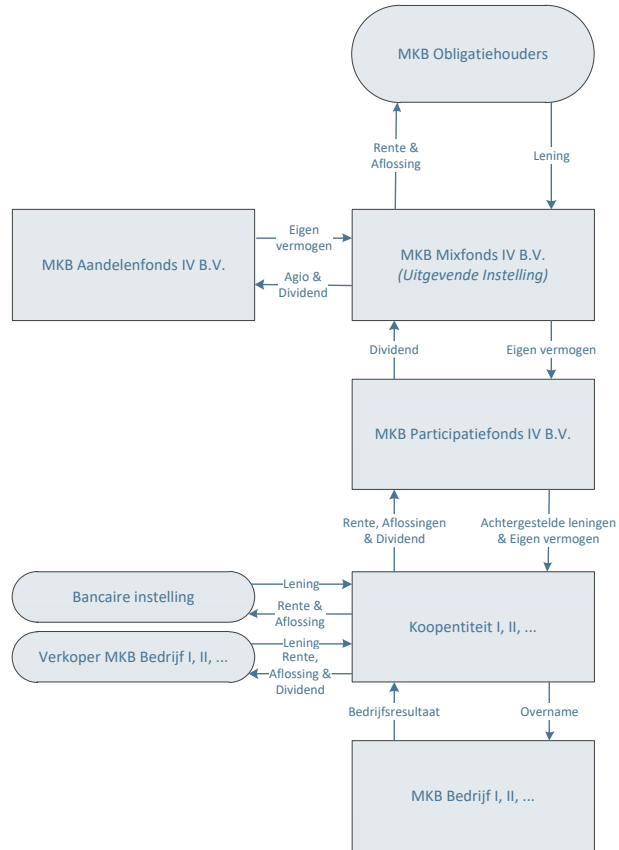 MKB Obligatiehouders
Rente &
Aflossing
Lening
MKB Aandelenfonds IV B.V.
Eigen
vermogen
Agio &
Dividend
MKB Mixfonds IV B.V.
(Uitgevende Instelling)
Dividend
Eigen vermogen
MKB Participatiefonds IV B.V.
Rente, Aflossingen
& Dividend
Achtergestelde leningen
& Eigen vermogen
Bancaire instelling
Lening
Rente &
Aflossing
Koopentiteit I, II, ...
Verkoper MKB Bedrijf I, II, ...
Lening
Rente,
Aflossing &
Dividend
Bedrijfsresultaat
Overname
MKB Bedrijf I, II, ...